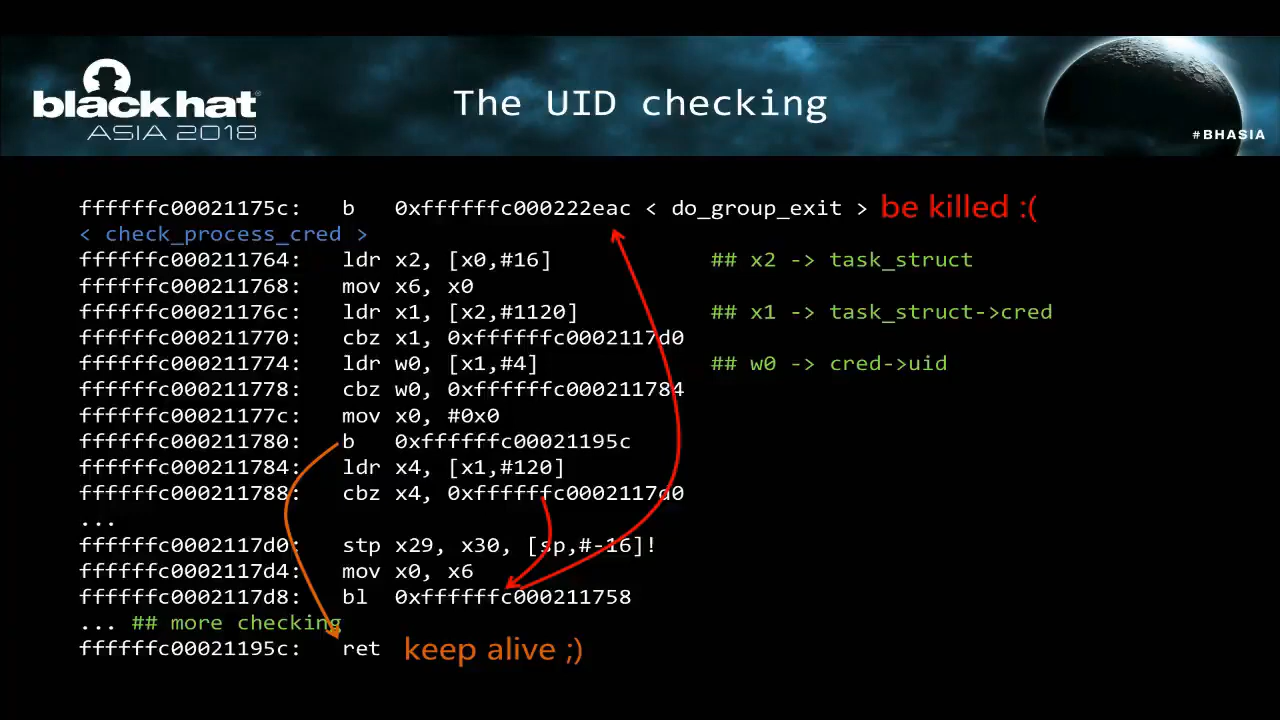 black hat
ASIA 2018
The UID checking
#BHASIA
ffffffc00021175c: b 0xffffffc000222eac < do_group_exit > be killed :(
< check_process_cred >
ffffffc000211764: ldr x2, [x0,#16] ## x2 -> task_struct
ffffffc000211768: mov x6, x0
ffffffc00021176c: ldr x1, [x2,#1120] ## x1 -> task_struct->cred
ffffffc000211770: cbz x1, 0xffffffc0002117d0
ffffffc000211774: ldr w0, [x1,#4] ## w0 -> cred->uid
ffffffc000211778: cbz w0, 0xffffffc000211784
ffffffc00021177c: mov x0, #0x0
ffffffc000211780: b 0xffffffc00021195c
ffffffc000211784: ldr x4, [x1,#120]
ffffffc000211788: cbz x4, 0xffffffc0002117d0
...
ffffffc0002117d0: stp x29, x30, [sp,#-16]!
ffffffc0002117d4: mov x0, x6
ffffffc0002117d8: bl 0xffffffc000211758
... ## more checking
ffffffc00021195c: ret keep alive ;)